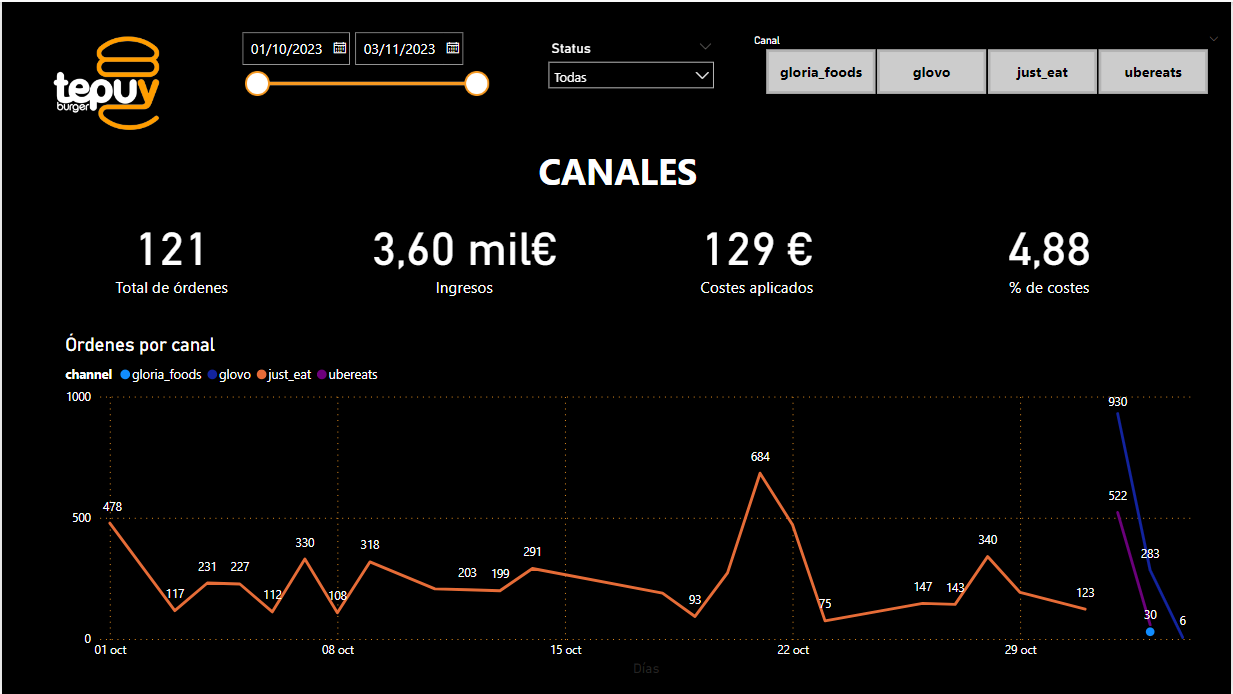 tepuy
burger
01/10/2023
03/11/2023
Status
Todas
Canal
gloria_foods
glovo
just_eat
ubereats
CANALES
121
Total de órdenes
3,60 mil€
Ingresos
129 €
Costes aplicados
4,88
% de costes
Órdenes por canal
channel gloria_foods glovo just_eat ubereats
1000
500
0
478
117
231
227
112
330
108
318
203
199
291
93
684
75
147
143
340
123
930
522
283
30
6
01 oct
08 oct
15 oct
22 oct
29 oct
Días